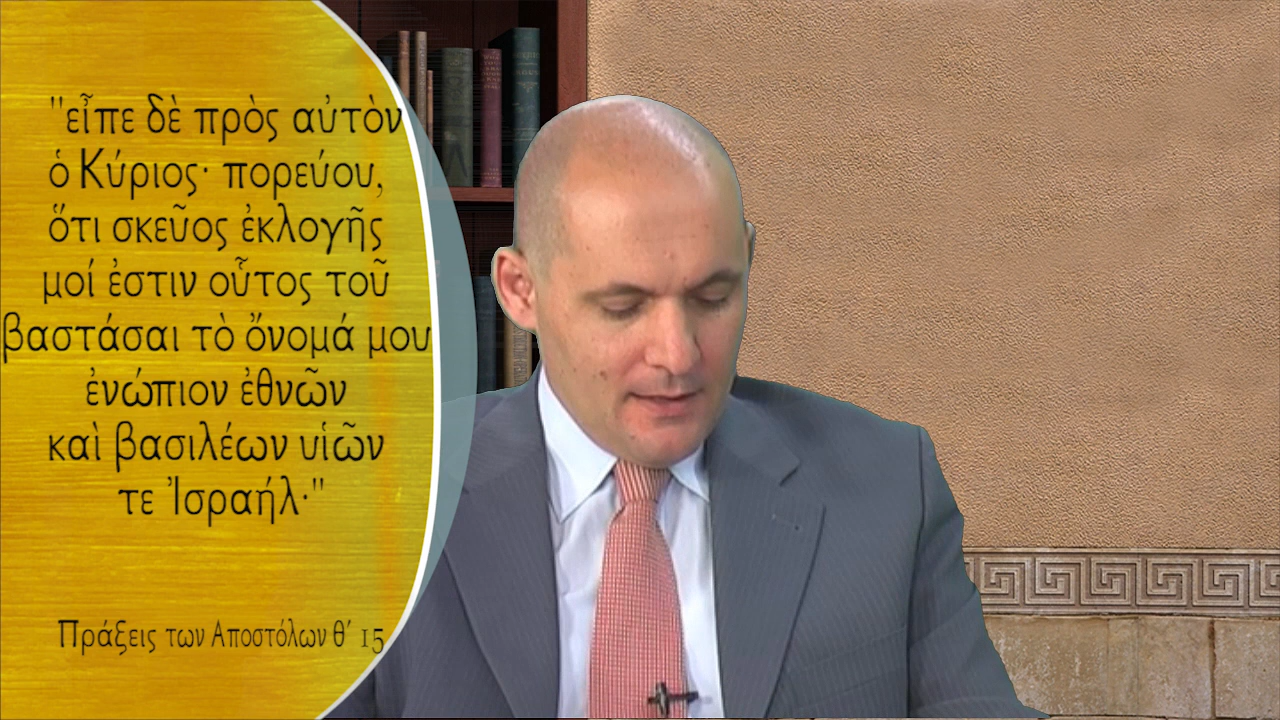 "εἶπε δὲ πρὸς αὐτὸν
ὁ Κύριος· πορεύου,
ὅτι σκεῦος ἐκλογῆς
μοί ἐστιν οὗτος τοῦ
βαστάσαι τὸ ὄνομά μου
ἐνώπιον ἐθνῶν
καὶ βασιλέων υἱῶν
τε Ἰσραήλ·"
Πράξεις των Αποστόλων θ΄ 15